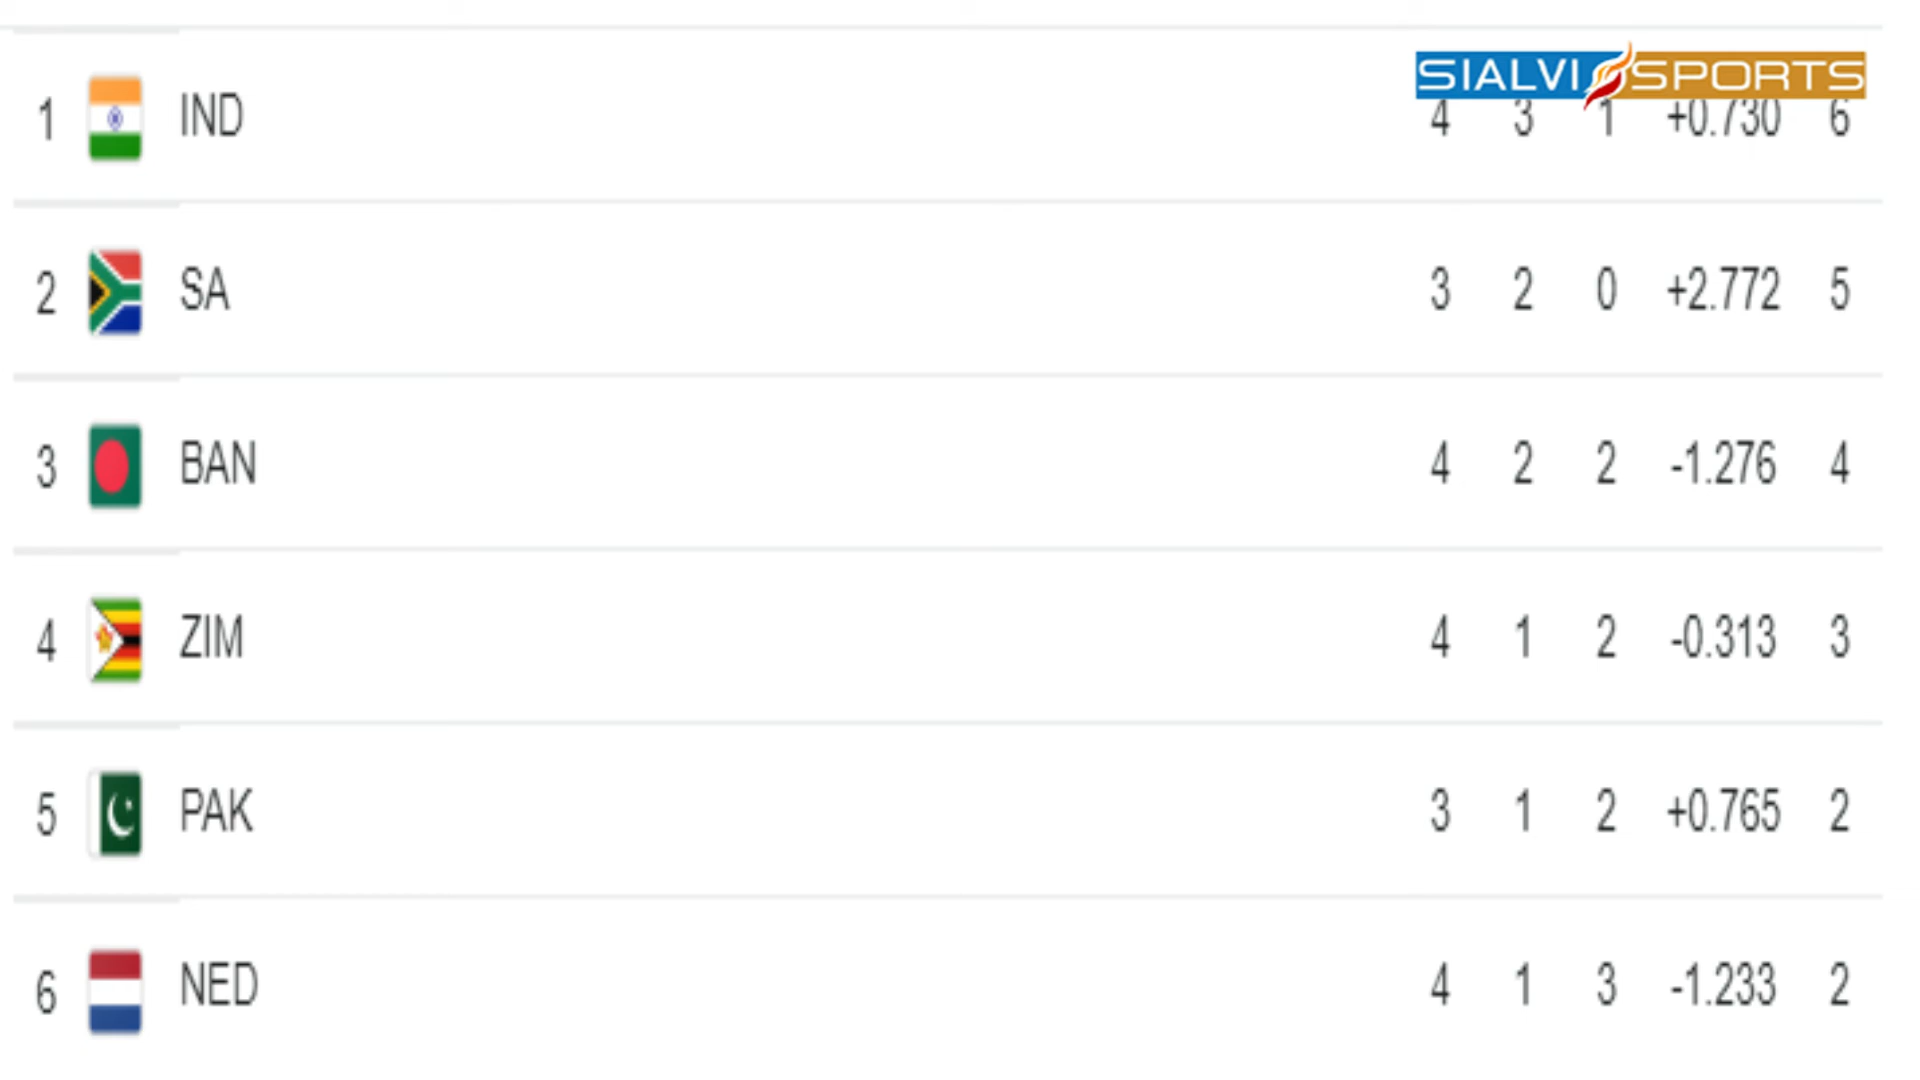 SIALVI SPORTS
1 IND 4 3 1 +0.730 6
2 SA 3 2 0 +2.772 5
3 BAN 4 2 2 -1.276 4
4 ZIM 4 1 2 -0.313 3
5 PAK 3 1 2 +0.765 2
6 NED 4 1 3 -1.233 2